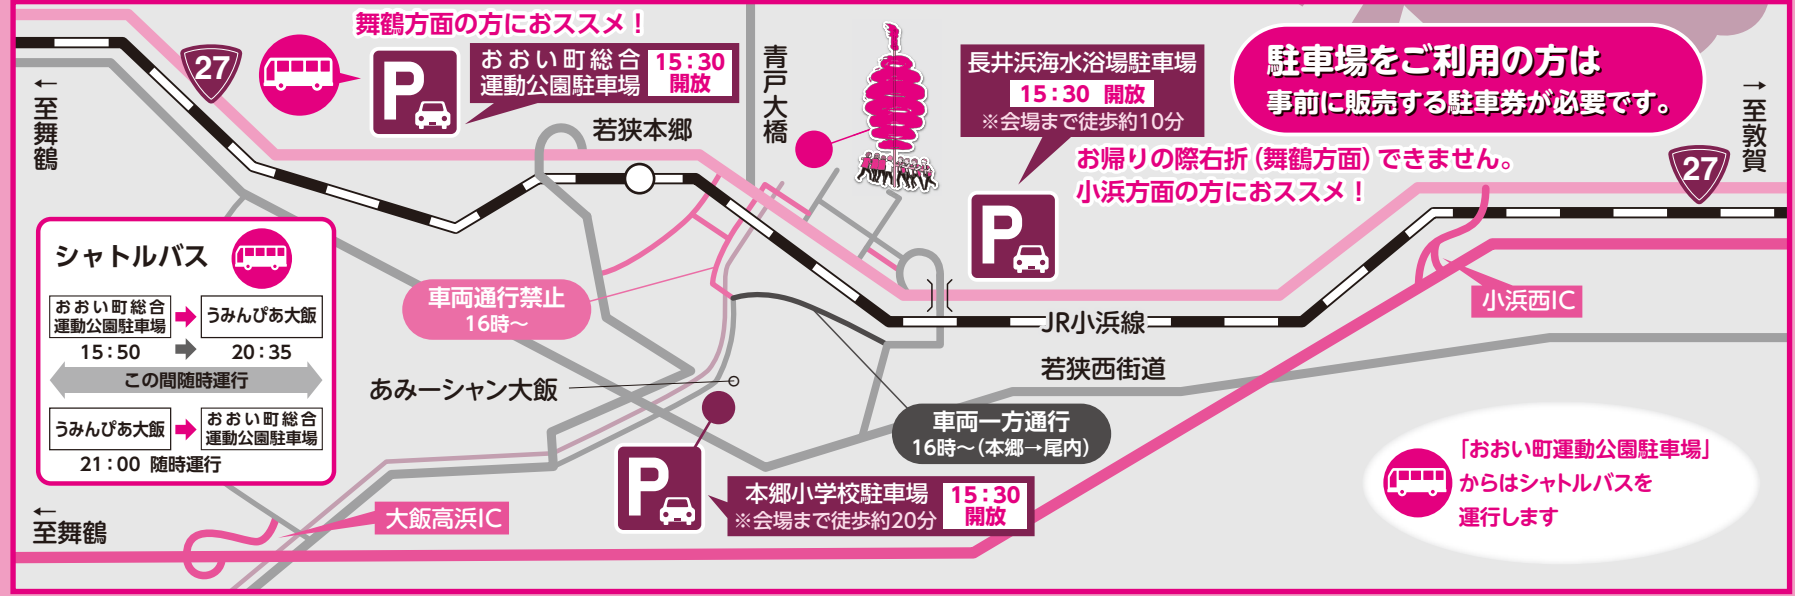 舞鶴方面の方におススメ！
27
P
おおい町総合
運動公園駐車場
15：30
開放
←至舞鶴
若狭本郷
青戸大橋
長井浜海水浴場駐車場
15：30 開放
※会場まで徒歩約10分
駐車場をご利用の方は
事前に販売する駐車券が必要です。
→至敦賀
お帰りの際右折（舞鶴方面）できません。
小浜方面の方におススメ！
27
P
シャトルバス
おおい町総合
運動公園駐車場
うみんぴあ大飯
15：50
20：35
この間随時運行
うみんぴあ大飯
おおい町総合
運動公園駐車場
21：00 随時運行
車両通行禁止
16時〜
JR小浜線
小浜西IC
若狭西街道
あみーシャン大飯
車両一方通行
16時〜（本郷→尾内）
P
本郷小学校駐車場
※会場まで徒歩約20分
15：30
開放
大飯高浜IC
←
至舞鶴
「おおい町運動公園駐車場」
からはシャトルバスを
運行します